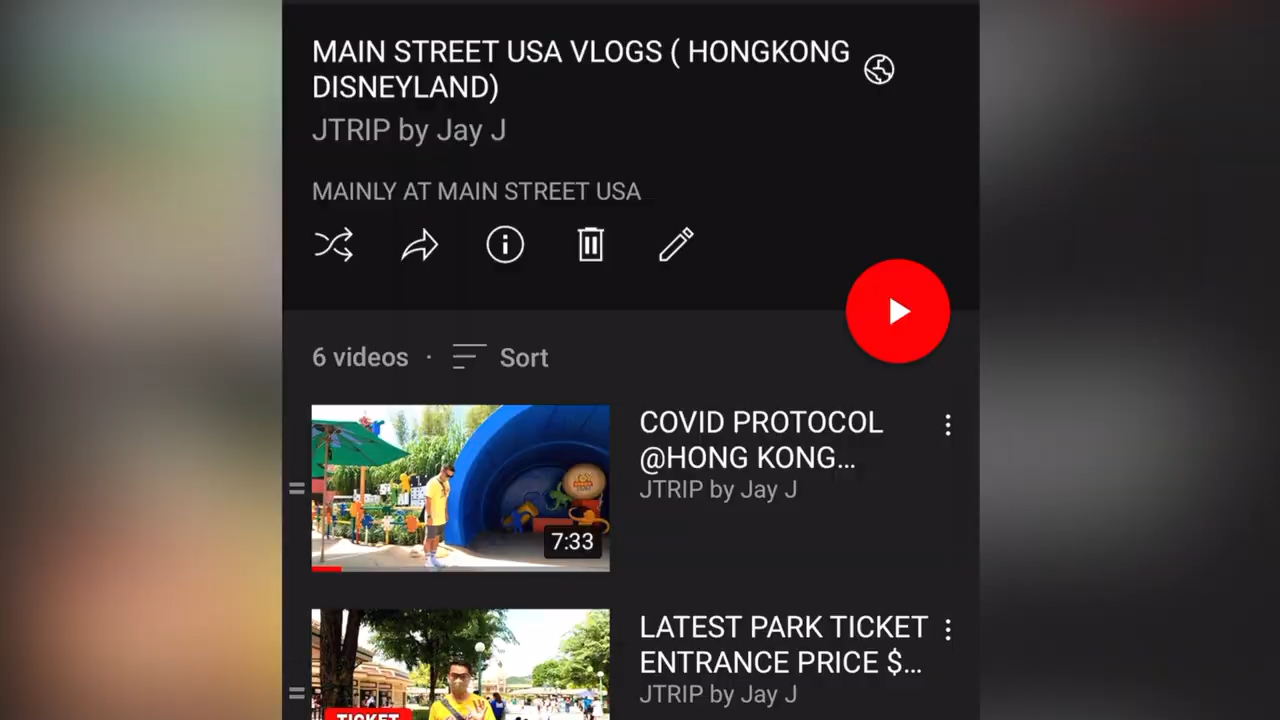 MAIN STREET USA VLOGS ( HONGKONG
DISNEYLAND)
JTRIP by Jay J
MAINLY AT MAIN STREET USA
6 videos · Sort
COVID PROTOCOL
@HONG KONG...
JTRIP by Jay J
7:33
LATEST PARK TICKET
ENTRANCE PRICE $...
JTRIP by Jay J
TICKET